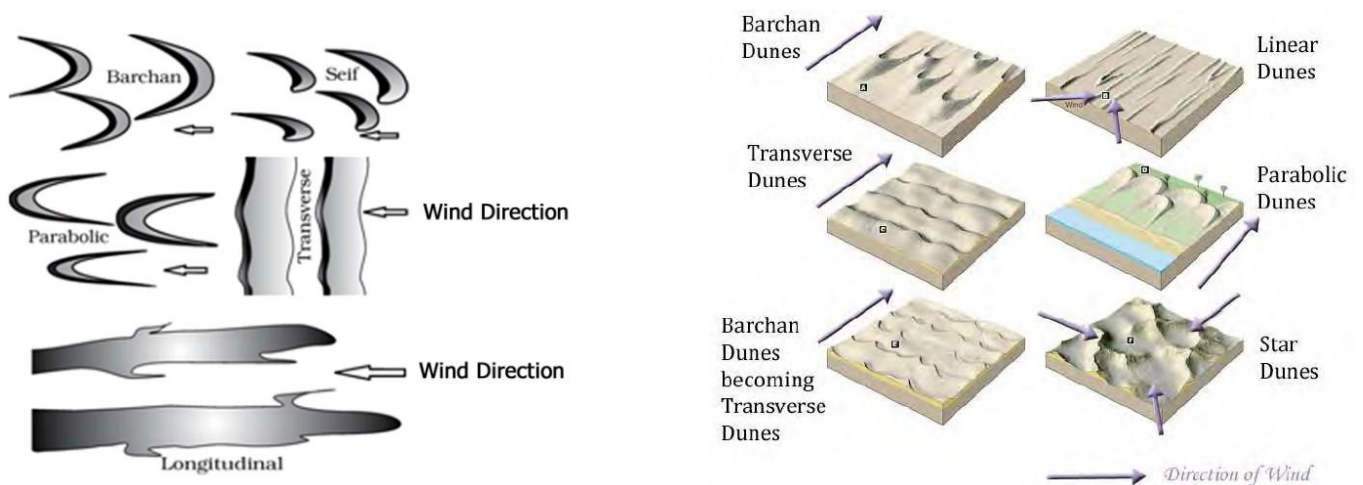 Barchan
Seif
Transverse
Wind Direction
Parabolic
Wind Direction
Longitudinal
Barchan
Dunes
A
Linear
Dunes
Wind
B
Transverse
Dunes
C
Parabolic
Dunes
D
Barchan
Dunes
becoming
Transverse
Dunes
E
Star
Dunes
F
Direction of Wind